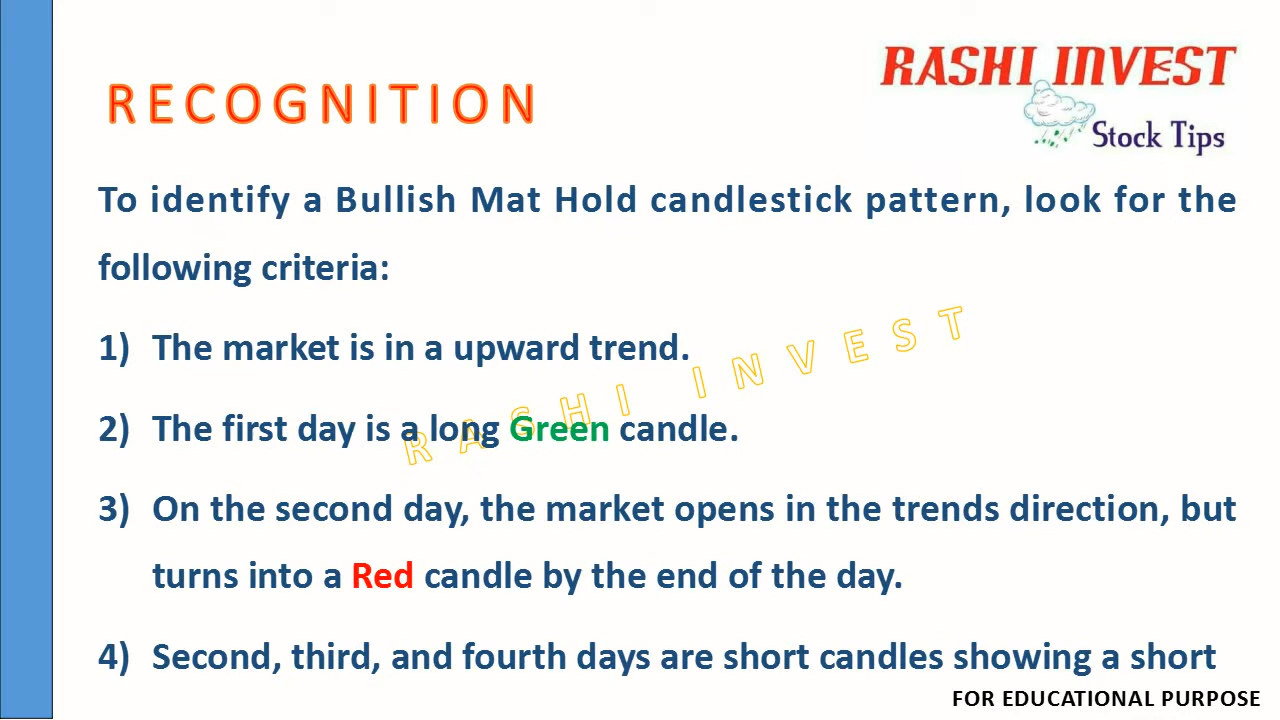 RASHI INVEST
Stock Tips
RECOGNITION
To identify a Bullish Mat Hold candlestick pattern, look for the
following criteria:
1) The market is in a upward trend.
2) The first day is a long Green candle.
3) On the second day, the market opens in the trends direction, but
turns into a Red candle by the end of the day.
4) Second, third, and fourth days are short candles showing a short
RASHI INVEST
FOR EDUCATIONAL PURPOSE